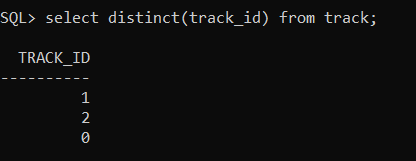 SQL> select distinct(track_id) from track;
TRACK_ID
----------
1
2
0